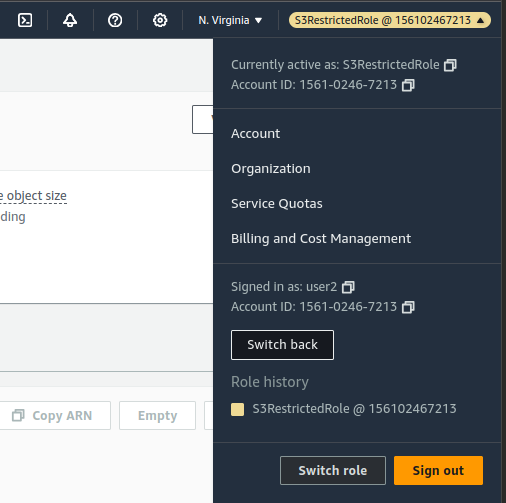 N. Virginia
S3RestrictedRole @ 156102467213
Currently active as: S3RestrictedRole
Account ID: 1561-0246-7213
Account
Organization
Service Quotas
Billing and Cost Management
e object size
ding
Signed in as: user2
Account ID: 1561-0246-7213
Switch back
Role history
S3RestrictedRole @ 156102467213
Copy ARN
Empty
Switch role
Sign out